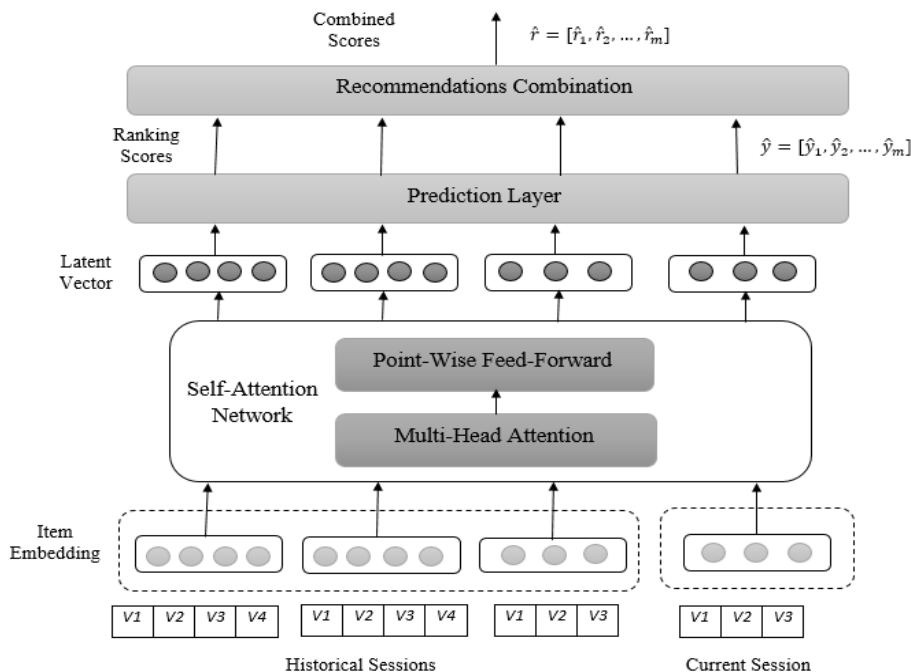 Combined
Scores
r̂ = [r̂₁, r̂₂, ..., r̂ₘ]
Recommendations Combination
Ranking
Scores
ŷ = [ŷ₁, ŷ₂, ..., ŷₘ]
Prediction Layer
Latent
Vector
Point-Wise Feed-Forward
Self-Attention
Network
Multi-Head Attention
Item
Embedding
V1 V2 V3 V4 V1 V2 V3 V4 V1 V2 V3 V1 V2 V3
Historical Sessions Current Session